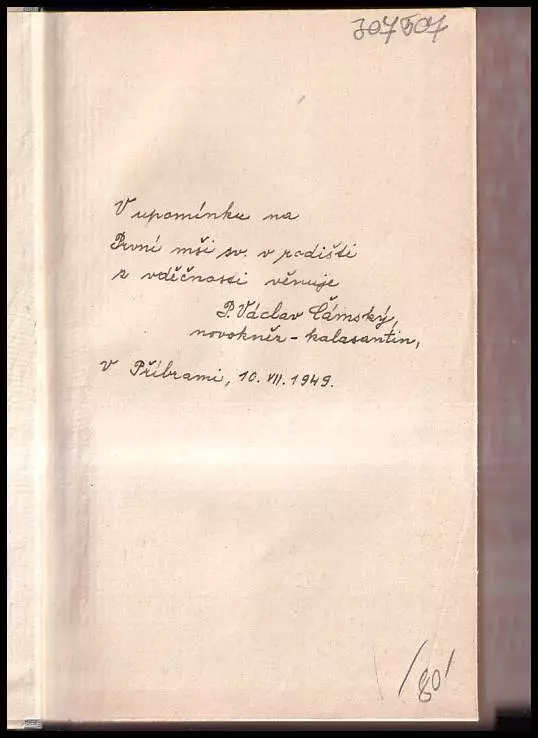 307507
V upomínku na
První mši sv. v rodišti
z vděčnosti věnuje
P. Václav Čámský,
novokněz - kalasantin,
V Příbrami, 10. VII. 1949.
/80'